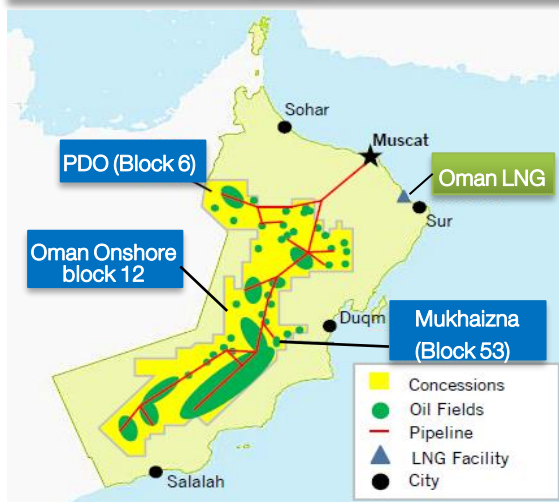 Sohar
Muscat
PDO (Block 6)
Oman LNG
Sur
Oman Onshore
block 12
Duqm
Mukhaizna
(Block 53)
Concessions
Oil Fields
Pipeline
LNG Facility
City
Salalah